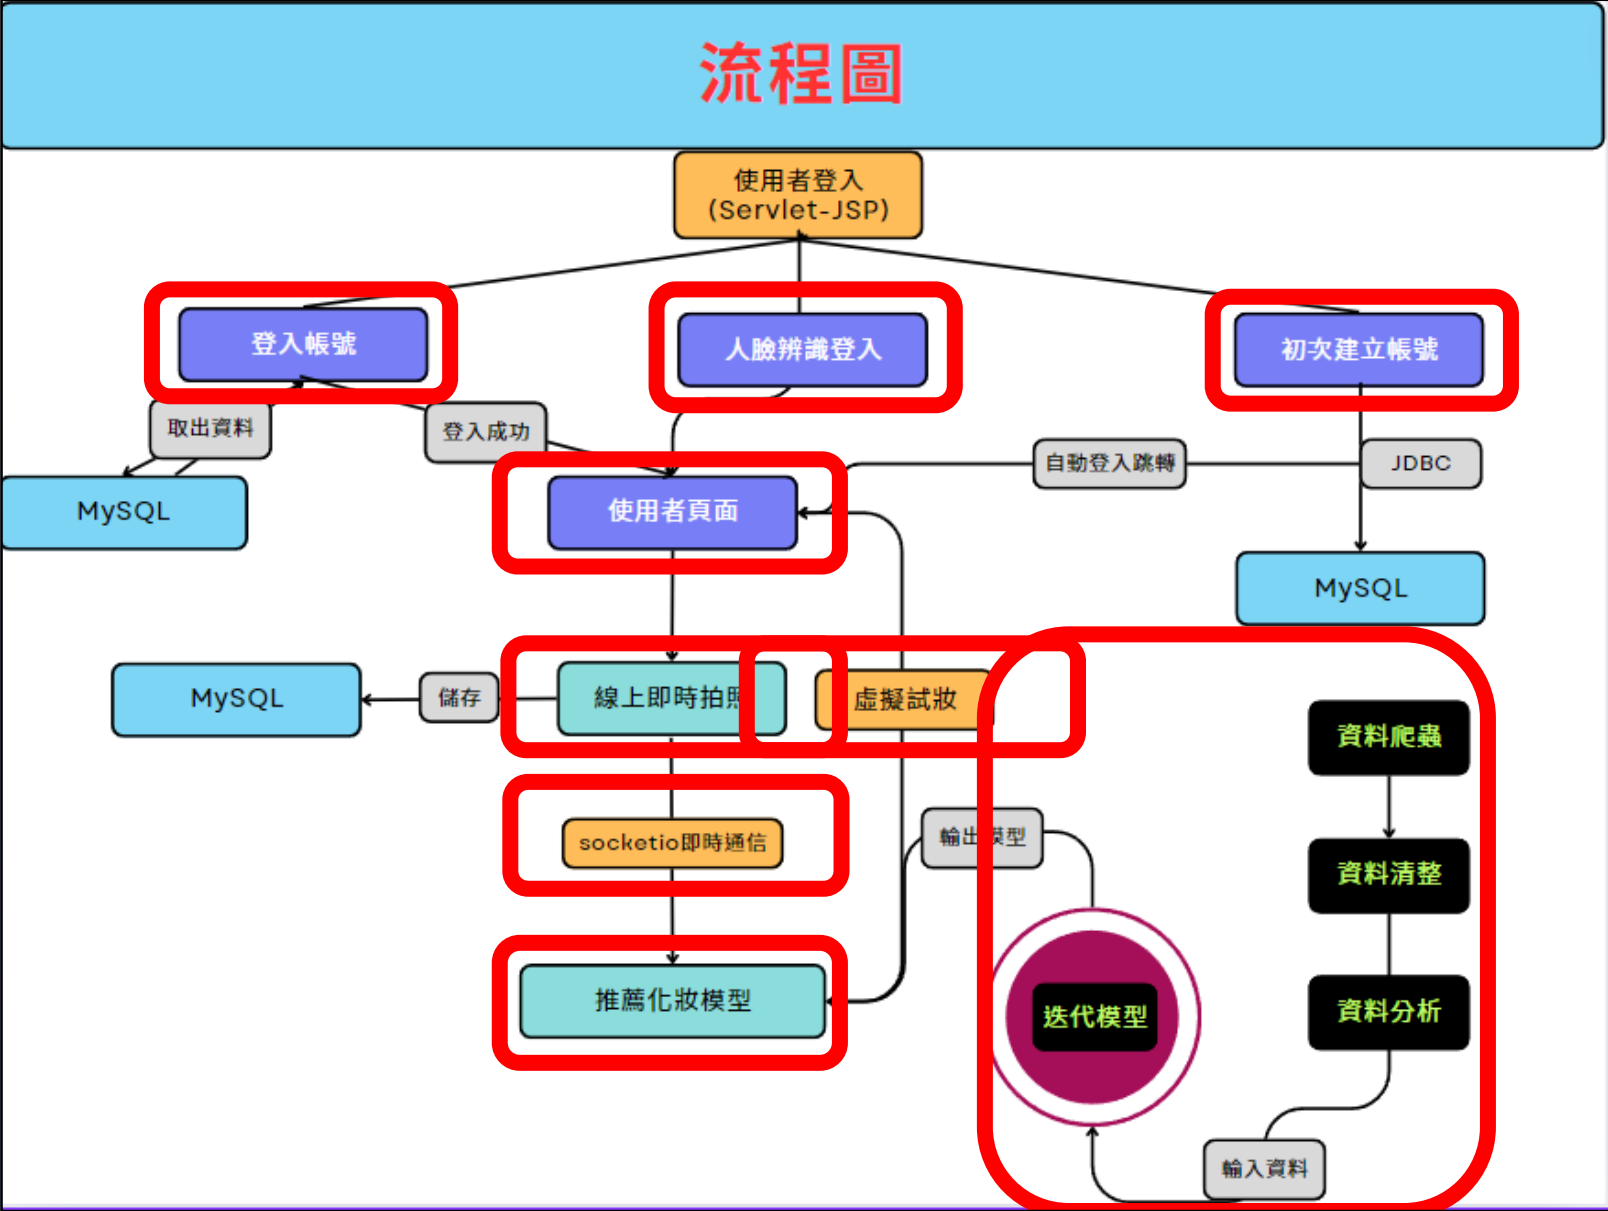 流程圖
使用者登入
(Servlet-JSP)
登入帳號
人臉辨識登入
初次建立帳號
取出資料
登入成功
自動登入跳轉
JDBC
MySQL
使用者頁面
MySQL
MySQL
儲存
線上即時拍照
虛擬試妝
資料爬蟲
socketio即時通信
輸出模型
資料清整
推薦化妝模型
迭代模型
資料分析
輸入資料